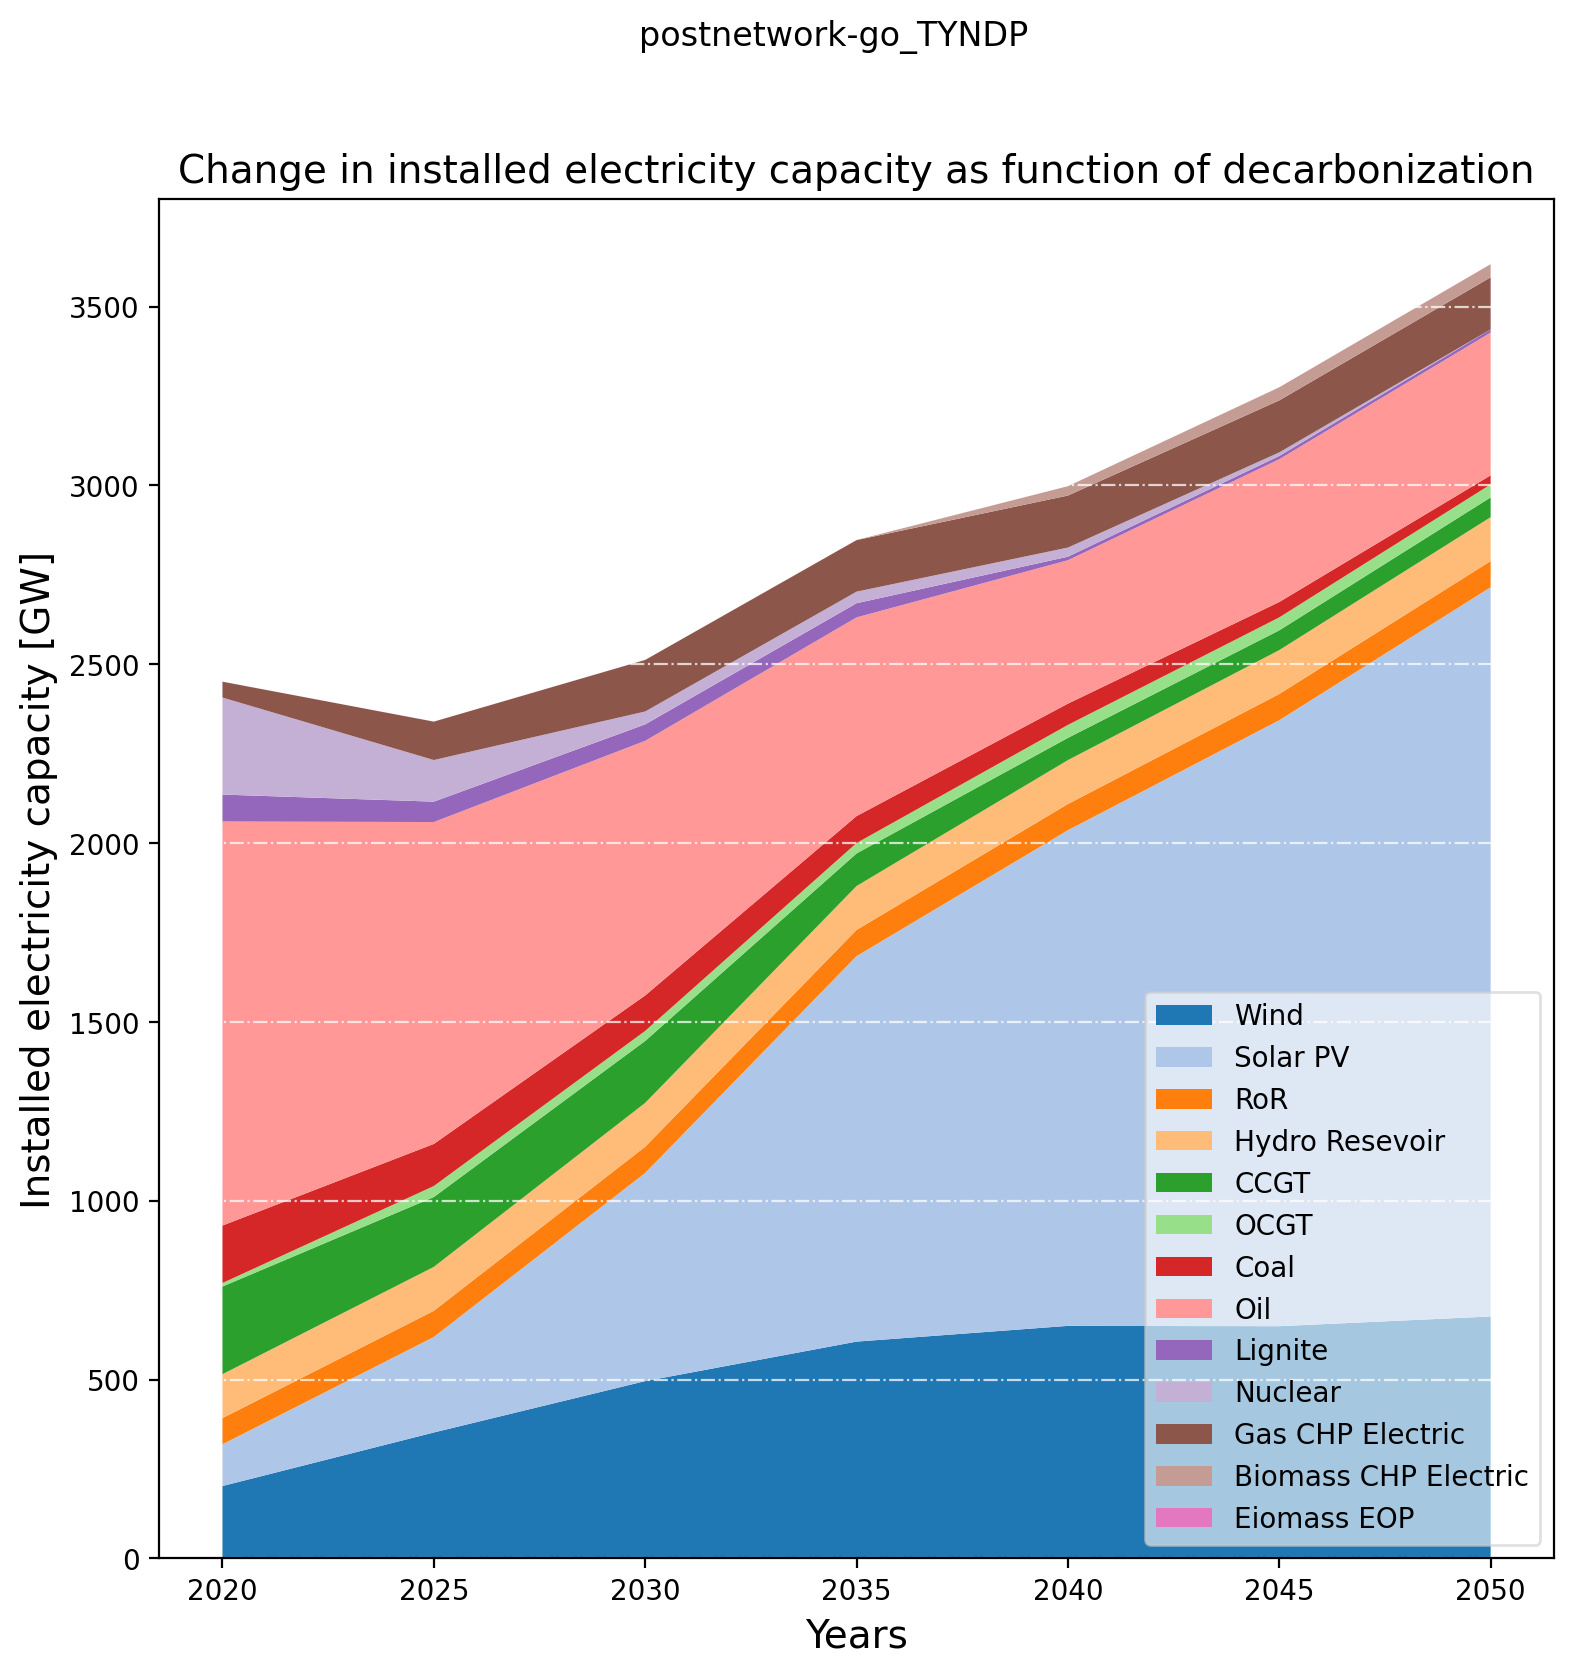 postnetwork-go_TYNDP
Change in installed electricity capacity as function of decarbonization
Installed electricity capacity [GW]
3500
3000
2500
2000
1500
1000
500
0
Wind
Solar PV
RoR
Hydro Resevoir
CCGT
OCGT
Coal
Oil
Lignite
Nuclear
Gas CHP Electric
Biomass CHP Electric
Eiomass EOP
2020 2025 2030 2035 2040 2045 2050
Years